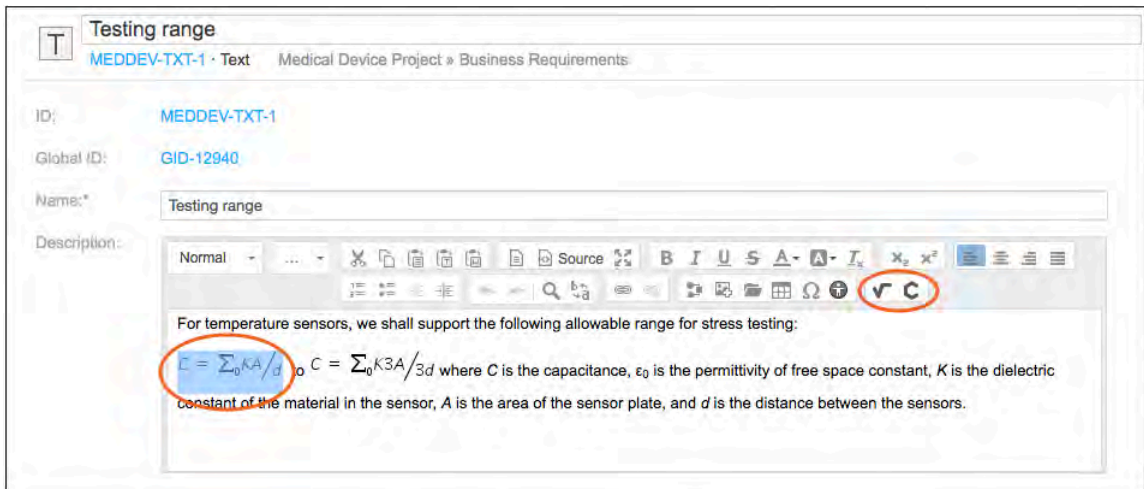 T
Testing range
MEDDEV-TXT-1 · Text Medical Device Project » Business Requirements
ID: MEDDEV-TXT-1
Global ID: GID-12940
Name:* Testing range
Description:
Normal ... Source B I U S A A Tx x₂ x²
Ω √ C
For temperature sensors, we shall support the following allowable range for stress testing:
C = ∑₀KA/d to C = ∑₀K3A/3d where C is the capacitance, ε₀ is the permittivity of free space constant, K is the dielectric
constant of the material in the sensor, A is the area of the sensor plate, and d is the distance between the sensors.